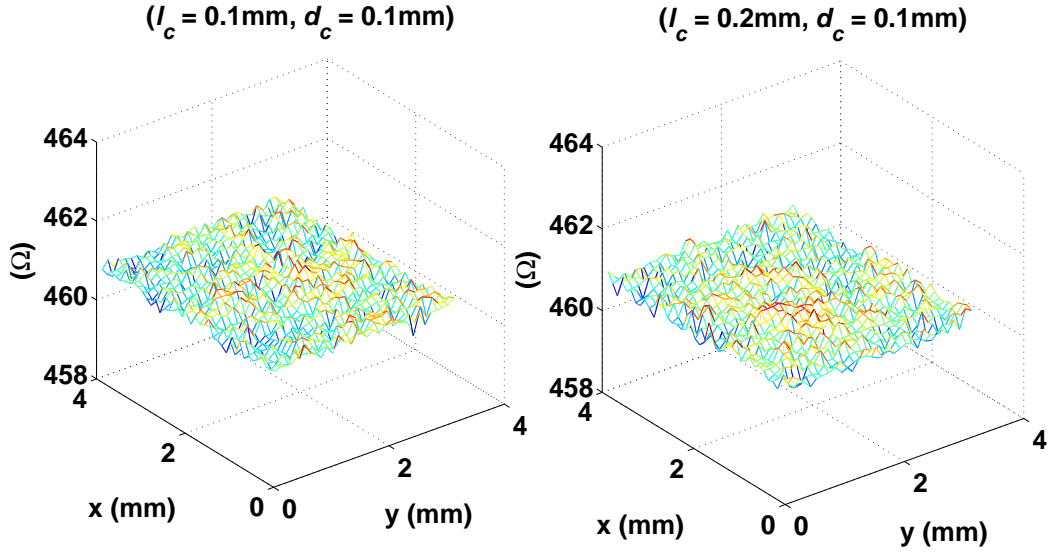 (l_c = 0.1mm, d_c = 0.1mm)
464
462
460
458
(Ω)
4
2
0
x (mm)
0
2
4
y (mm)
(l_c = 0.2mm, d_c = 0.1mm)
464
462
460
458
(Ω)
4
2
0
x (mm)
0
2
4
y (mm)